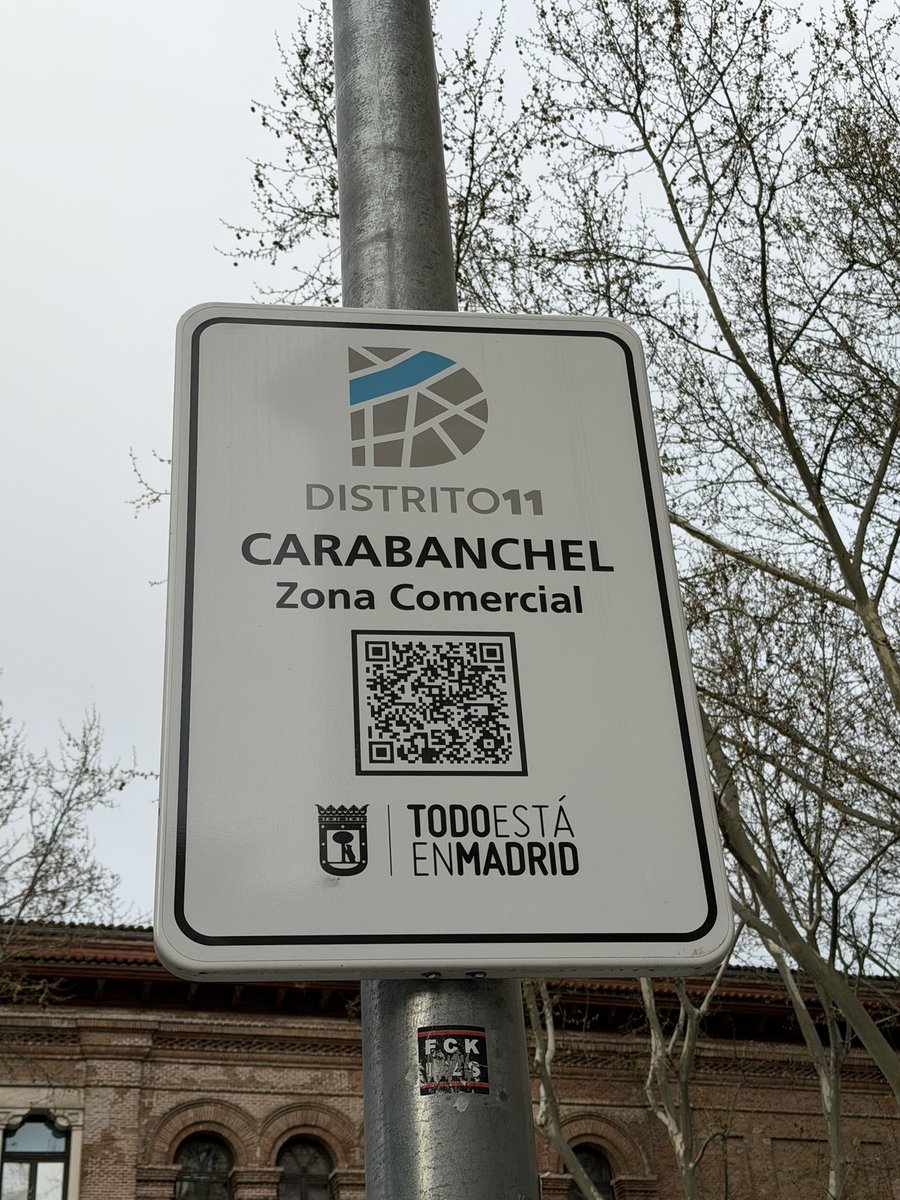 DISTRITO11
CARABANCHEL
Zona Comercial
TODOESTÁ
ENMADRID
FCK